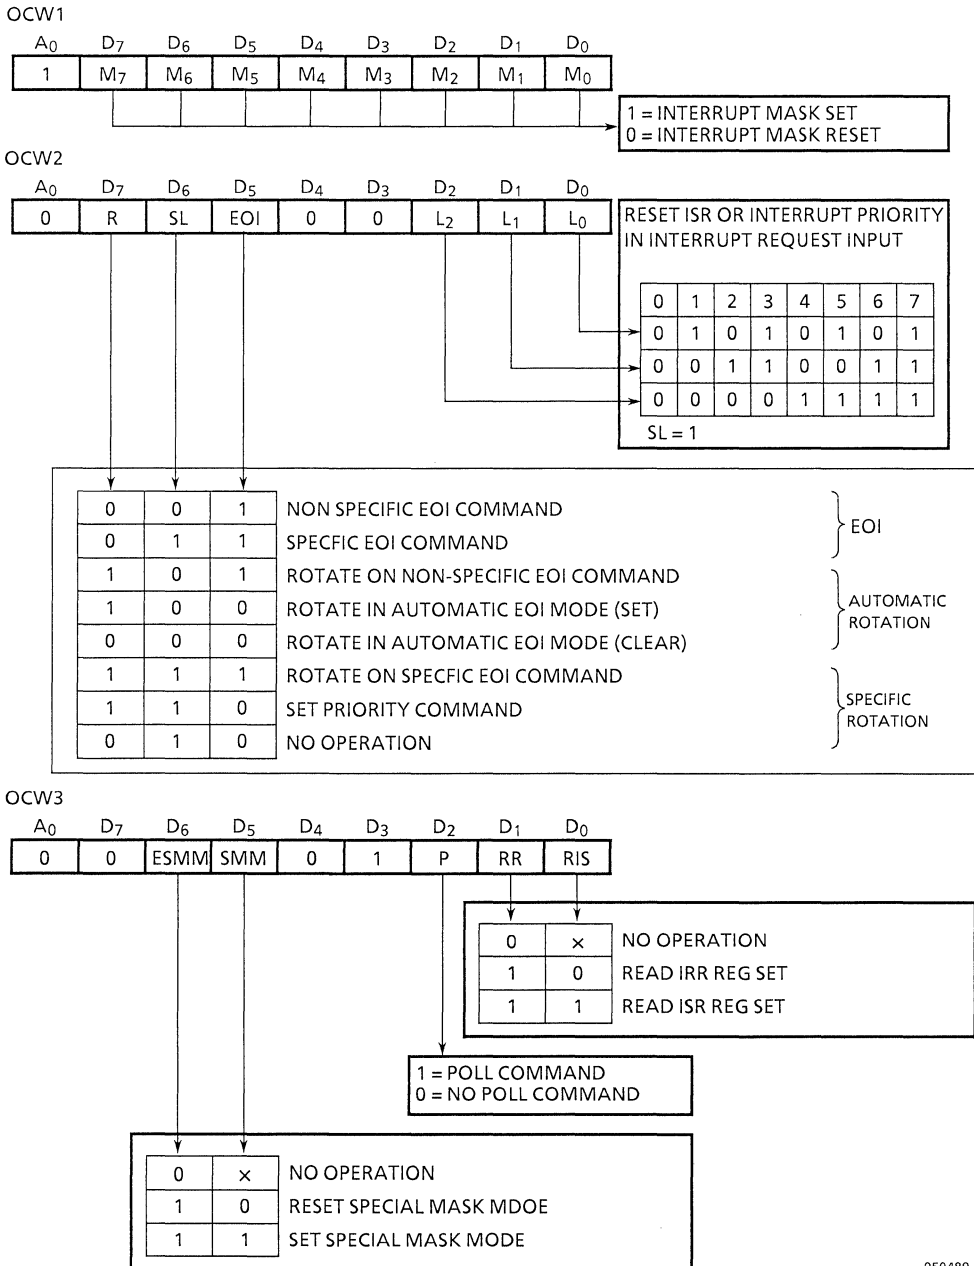 OCW1
A0 D7 D6 D5 D4 D3 D2 D1 D0
1 M7 M6 M5 M4 M3 M2 M1 M0
1 = INTERRUPT MASK SET
0 = INTERRUPT MASK RESET
OCW2
A0 D7 D6 D5 D4 D3 D2 D1 D0
0 R SL EOI 0 0 L2 L1 L0
RESET ISR OR INTERRUPT PRIORITY
IN INTERRUPT REQUEST INPUT
0 1 2 3 4 5 6 7
0 1 0 1 0 1 0 1
0 0 1 1 0 0 1 1
0 0 0 0 1 1 1 1
SL = 1
0 0 1 NON SPECIFIC EOI COMMAND
0 1 1 SPECFIC EOI COMMAND
EOI
1 0 1 ROTATE ON NON-SPECIFIC EOI COMMAND
1 0 0 ROTATE IN AUTOMATIC EOI MODE (SET)
0 0 0 ROTATE IN AUTOMATIC EOI MODE (CLEAR)
AUTOMATIC
ROTATION
1 1 1 ROTATE ON SPECFIC EOI COMMAND
1 1 0 SET PRIORITY COMMAND
0 1 0 NO OPERATION
SPECIFIC
ROTATION
OCW3
A0 D7 D6 D5 D4 D3 D2 D1 D0
0 0 ESMM SMM 0 1 P RR RIS
0 × NO OPERATION
1 0 READ IRR REG SET
1 1 READ ISR REG SET
1 = POLL COMMAND
0 = NO POLL COMMAND
0 × NO OPERATION
1 0 RESET SPECIAL MASK MDOE
1 1 SET SPECIAL MASK MODE